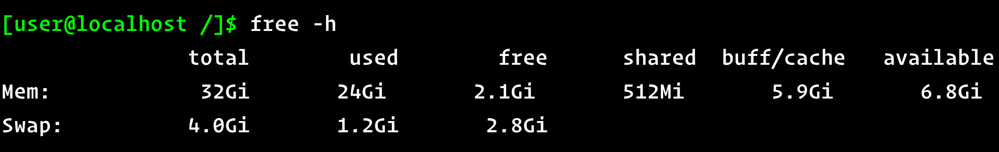 [user@localhost /]$ free -h
               total        used        free      shared  buff/cache   available
Mem:            32Gi       24Gi       2.1Gi       512Mi       5.9Gi       6.8Gi
Swap:          4.0Gi       1.2Gi       2.8Gi